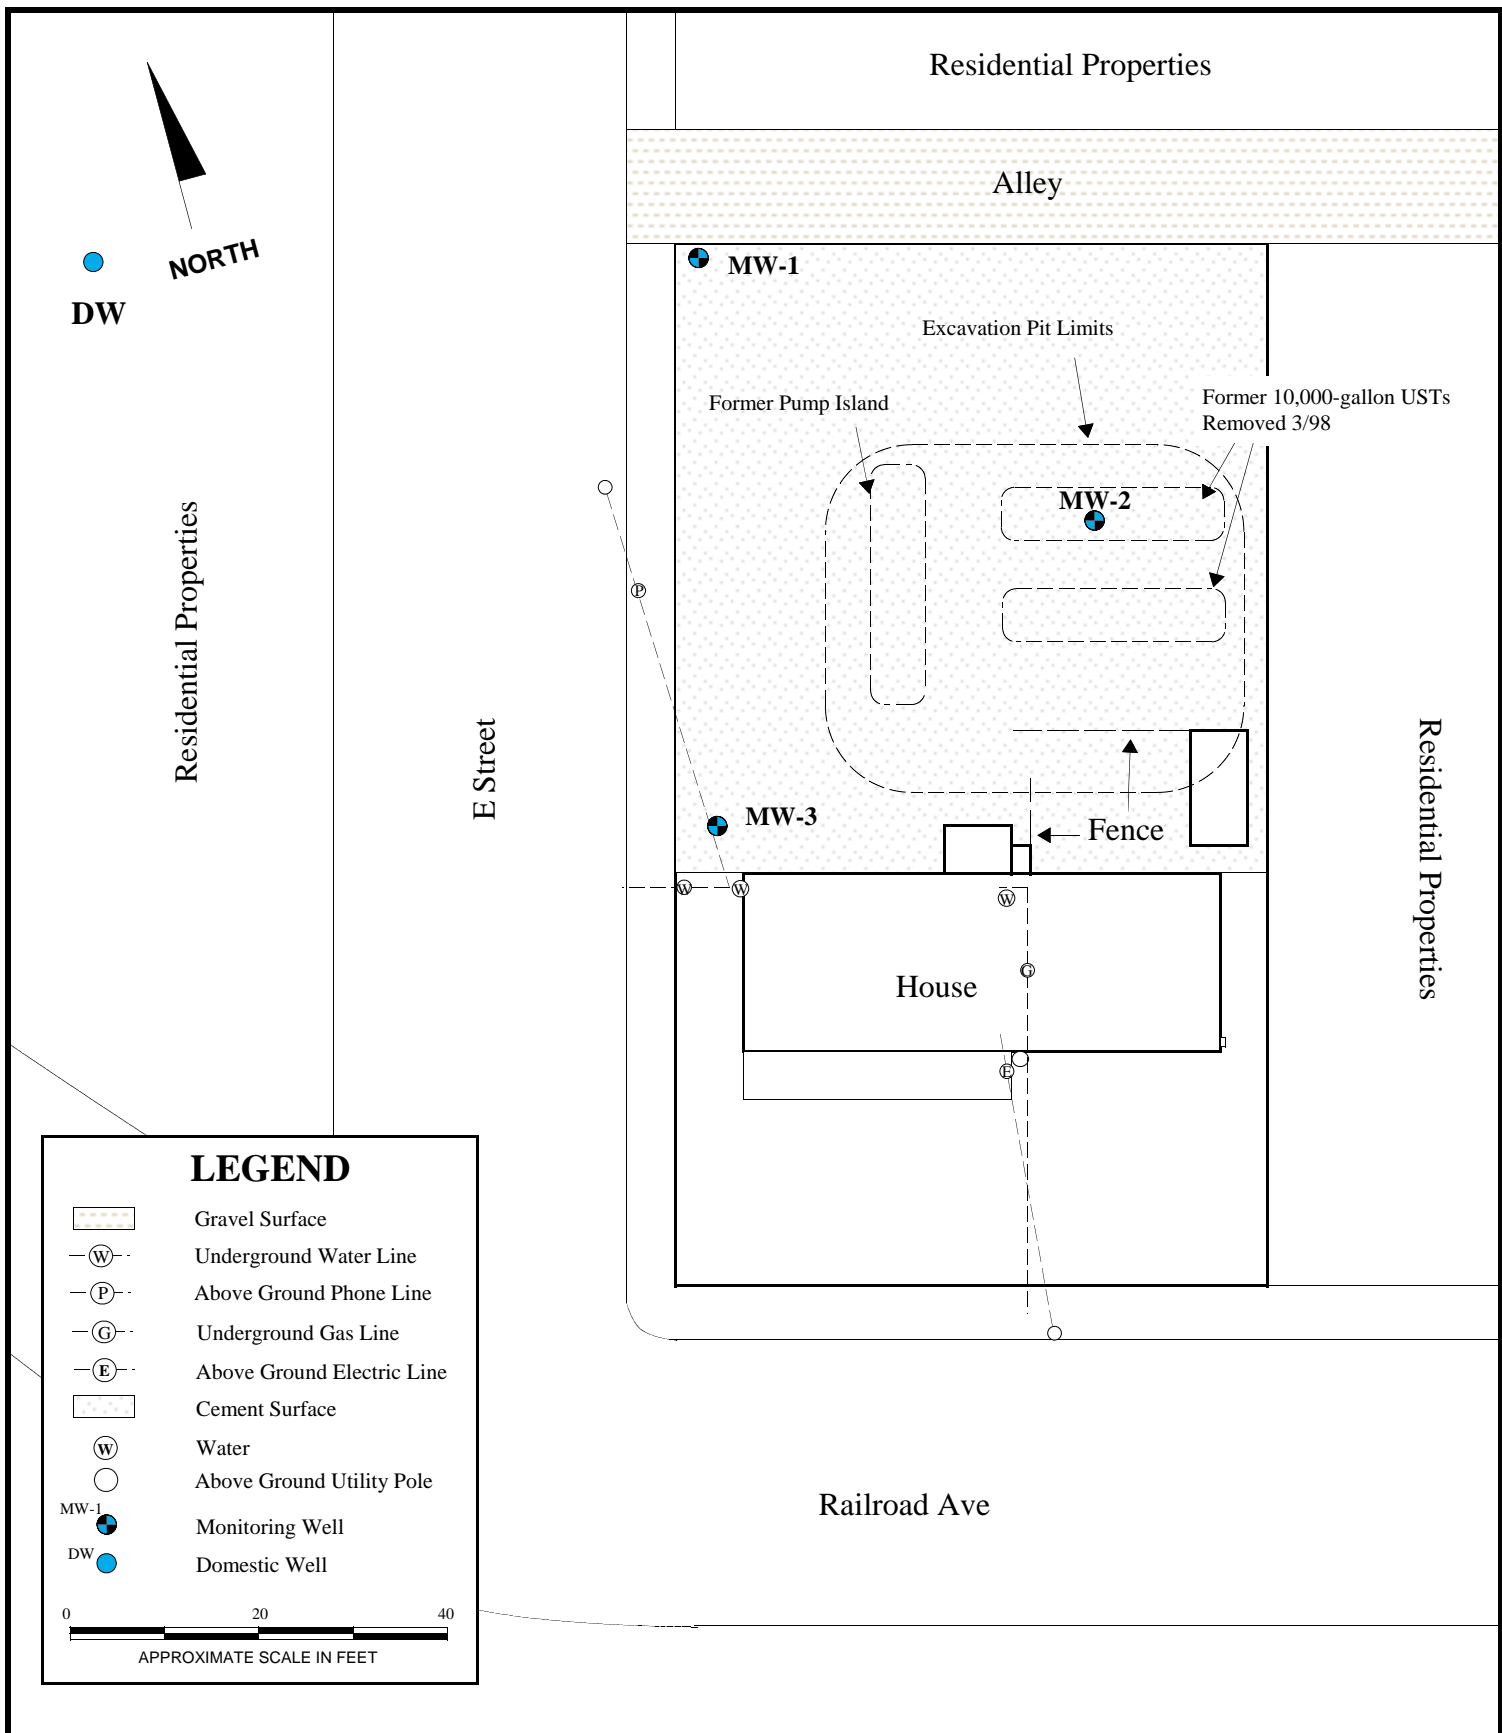 Residential Properties
Alley
NORTH
DW
MW-1
Excavation Pit Limits
Former Pump Island
Former 10,000-gallon USTs
Removed 3/98
MW-2
P
Residential Properties
E Street
Residential Properties
MW-3
Fence
W
W
W
G
House
E
LEGEND
Gravel Surface
W Underground Water Line
P Above Ground Phone Line
G Underground Gas Line
E Above Ground Electric Line
Cement Surface
W Water
Above Ground Utility Pole
MW-1 Monitoring Well
DW Domestic Well
0 20 40
APPROXIMATE SCALE IN FEET
Railroad Ave